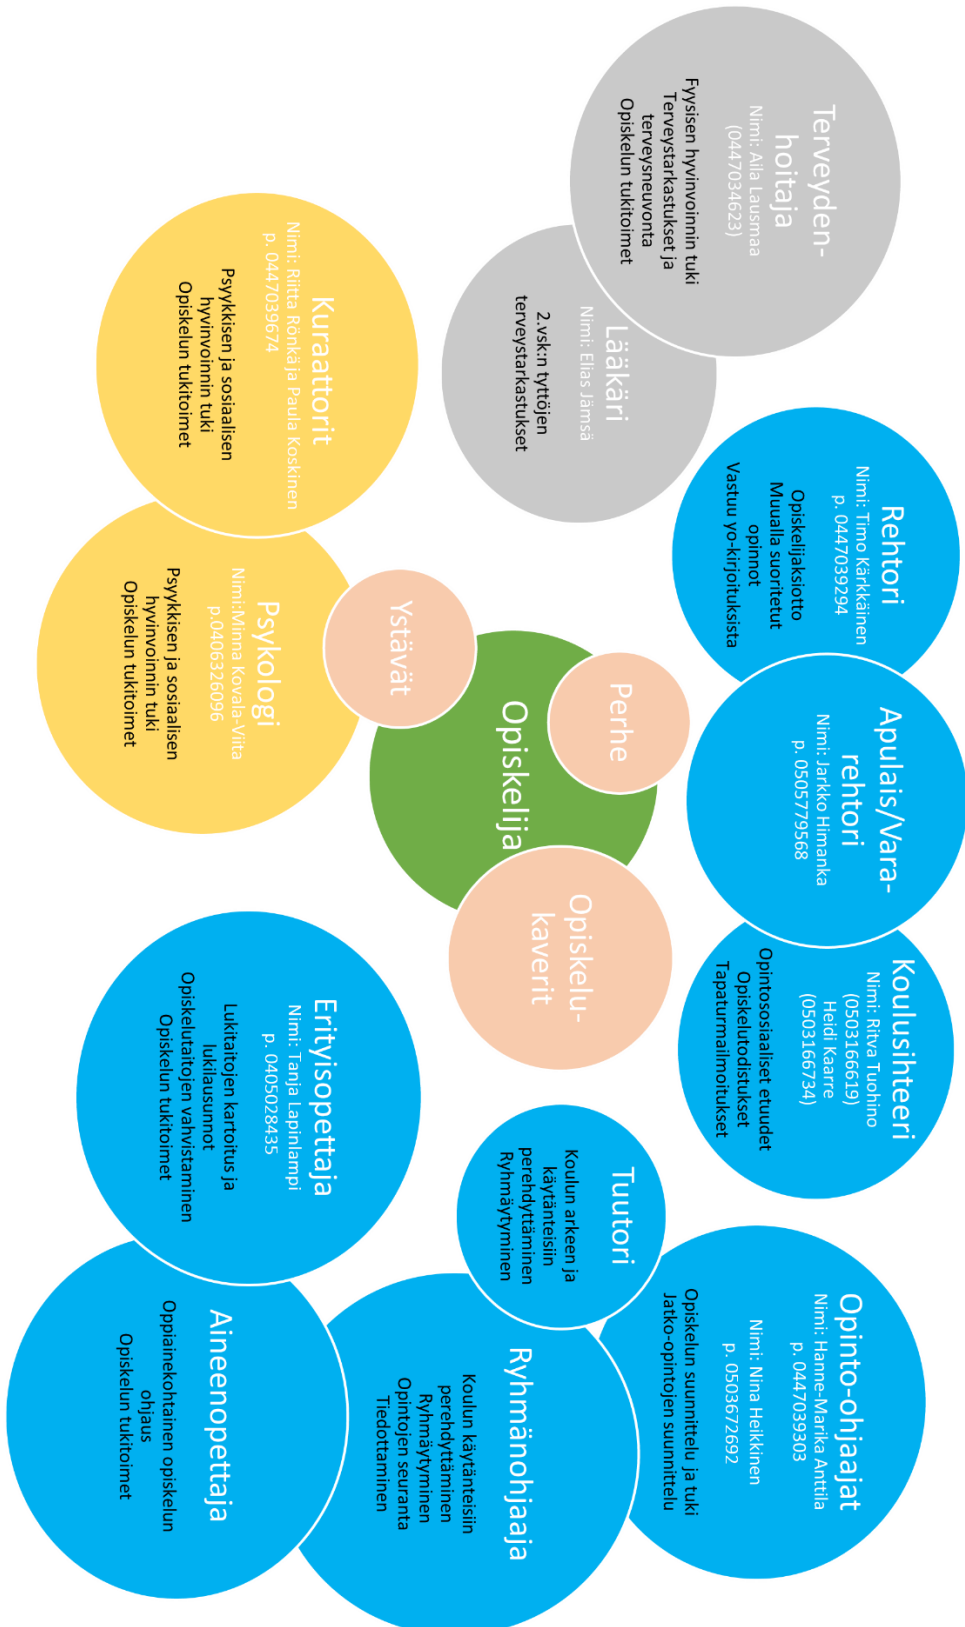 Terveyden-
hoitaja
Nimi: Aila Lausmaa
(0447034623)
Fyysisen hyvinvoinnin tuki
Terveystarkastukset ja
terveysneuvonta
Opiskelun tukitoimet
Lääkäri
Nimi: Elias Jämsä
2.vsk:n tyttöjen
terveystarkastukset
Kuraattorit
Nimi: Riitta Rönkä ja Paula Koskinen
p. 0447039674
Psyykkisen ja sosiaalisen
hyvinvoinnin tuki
Opiskelun tukitoimet
Psykologi
Nimi:Minna Kovala-Viita
p.0406326096
Psyykkisen ja sosiaalisen
hyvinvoinnin tuki
Opiskelun tukitoimet
Rehtori
Nimi: Timo Kärkkäinen
p. 0447039294
Opiskelijaksiotto
Muualla suoritetut
opinnot
Vastuu yo-kirjoituksista
Apulais/Vara-
rehtori
Nimi: Jarkko Himanka
p. 0505779568
Koulusihteeri
Nimi: Ritva Tuohino
(0503166619)
Heidi Kaarre
(0503166734)
Opintososiaaliset etuudet
Opiskelutodistukset
Tapaturmailmoitukset
Perhe
Ystävät
Opiskelija
Opiskelu-
kaverit
Opinto-ohjaajat
Nimi: Hanne-Marika Anttila
p. 0447039303
Nimi: Nina Heikkinen
p. 0503672692
Opiskelun suunnittelu ja tuki
Jatko-opintojen suunnittelu
Tuutori
Koulun arkeen ja
käytänteisiin
perehdyttäminen
Ryhmäytyminen
Ryhmänohjaaja
Koulun käytänteisiin
perehdyttäminen
Ryhmäytyminen
Opintojen seuranta
Tiedottaminen
Erityisopettaja
Nimi: Tanja Lapinlampi
p. 0405028435
Lukitaitojen kartoitus ja
lukilausunnot
Opiskelutaitojen vahvistaminen
Opiskelun tukitoimet
Aineenopettaja
Oppiainekohtainen opiskelun
ohjaus
Opiskelun tukitoimet